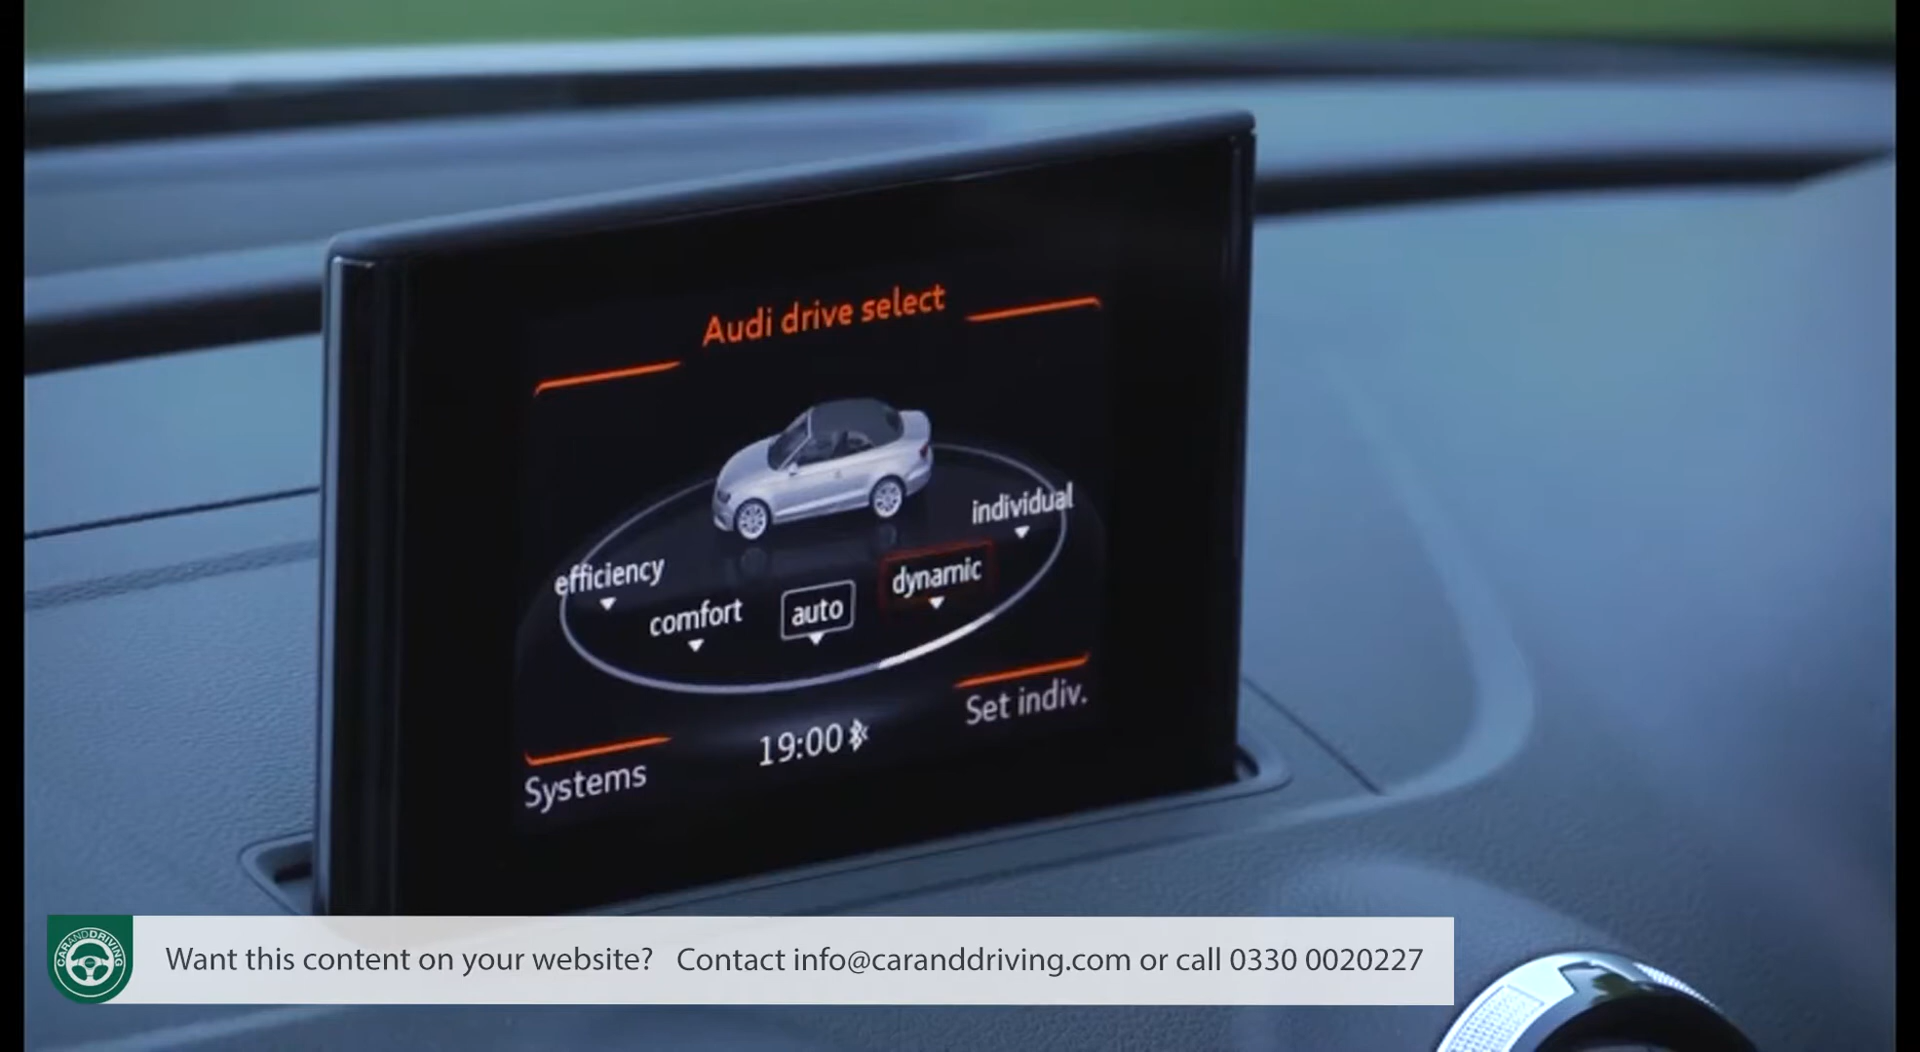 Audi drive select
individual
efficiency
dynamic
comfort
auto
Set indiv.
19:00
Systems
CARANDDRIVING
Want this content on your website? Contact info@caranddriving.com or call 0330 0020227